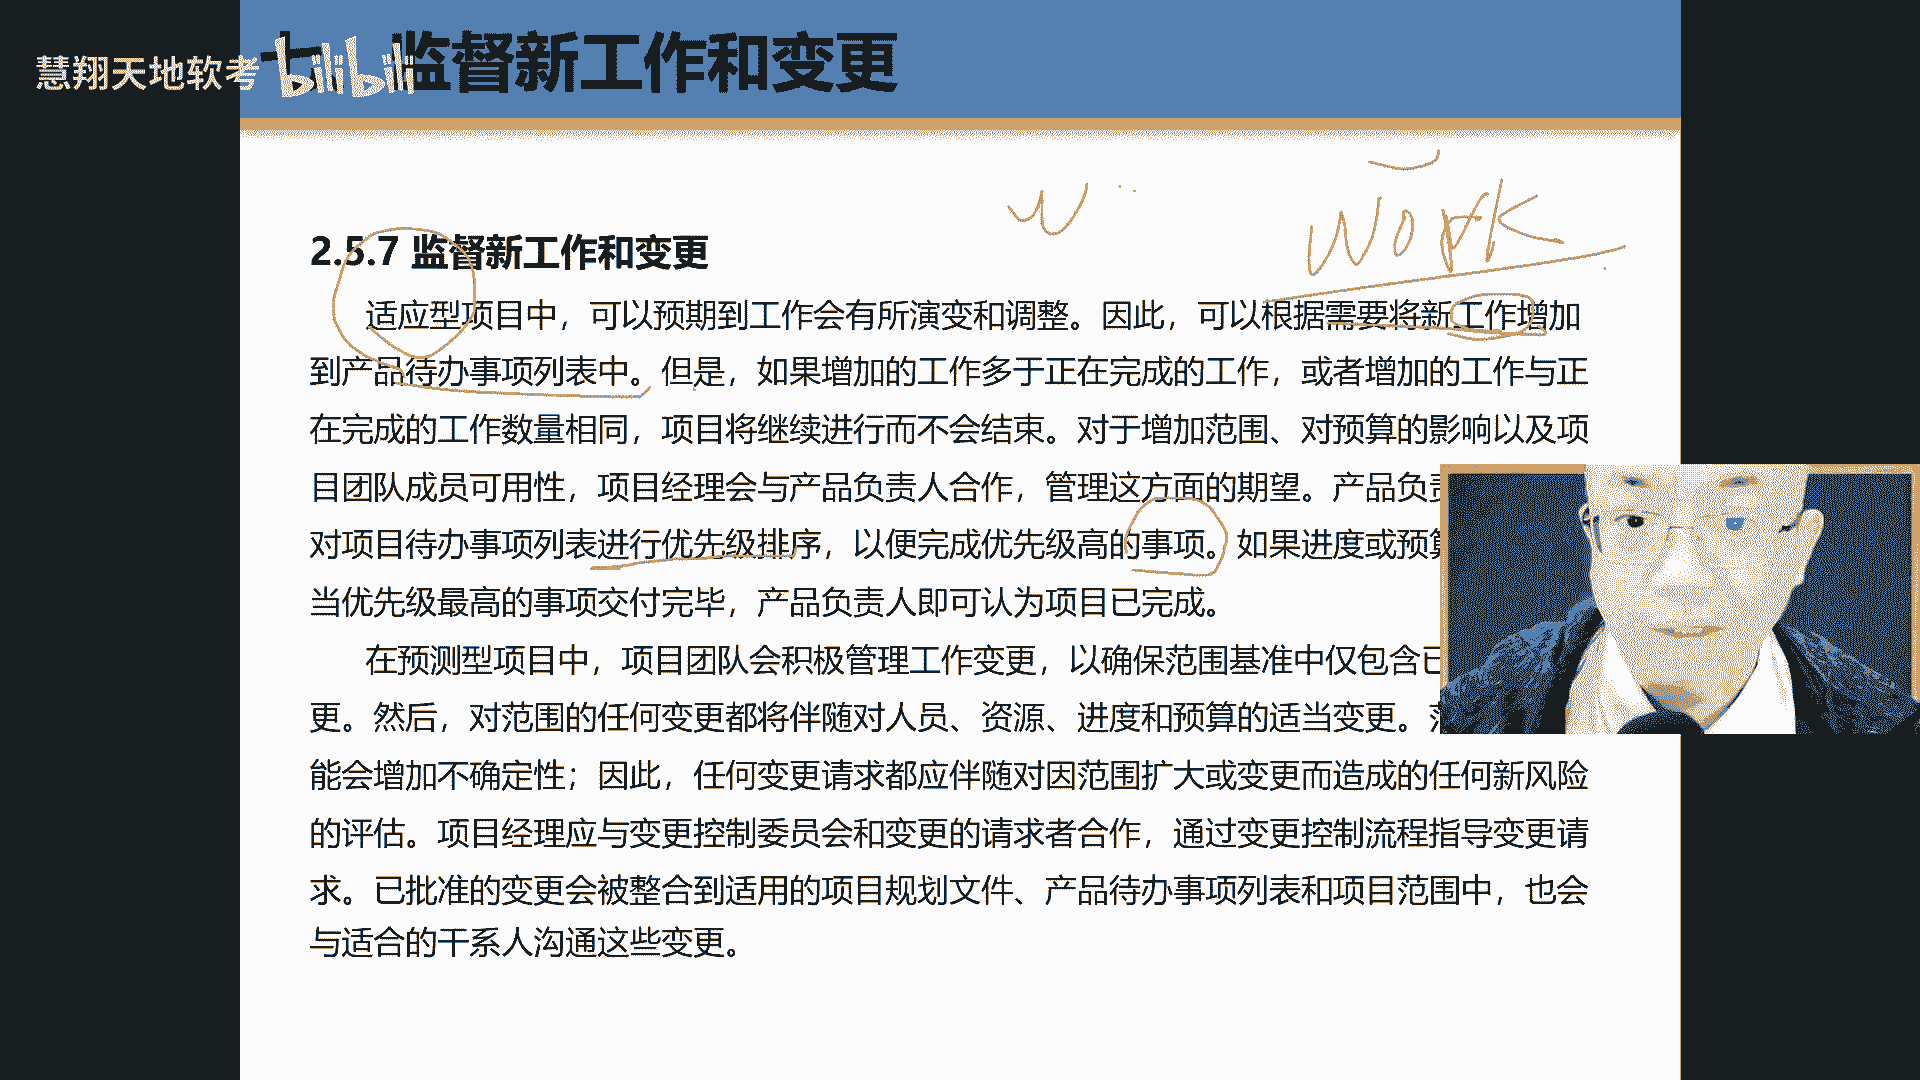 慧翔天地软考 bilibili
七、监督新工作和变更
w
work
2.5.7 监督新工作和变更
适应型项目中，可以预期到工作会有所演变和调整。因此，可以根据需要将新工作增加
到产品待办事项列表中。但是，如果增加的工作多于正在完成的工作，或者增加的工作与正
在完成的工作数量相同，项目将继续进行而不会结束。对于增加范围、对预算的影响以及项
目团队成员可用性，项目经理会与产品负责人合作，管理这方面的期望。产品负
对项目待办事项列表进行优先级排序，以便完成优先级高的事项。如果进度或预
当优先级最高的事项交付完毕，产品负责人即可认为项目已完成。
在预测型项目中，项目团队会积极管理工作变更，以确保范围基准中仅包含
更。然后，对范围的任何变更都将伴随对人员、资源、进度和预算的适当变更。
能会增加不确定性；因此，任何变更请求都应伴随对因范围扩大或变更而造成的任何新风险
的评估。项目经理应与变更控制委员会和变更的请求者合作，通过变更控制流程指导变更请
求。已批准的变更会被整合到适用的项目规划文件、产品待办事项列表和项目范围中，也会
与适合的干系人沟通这些变更。